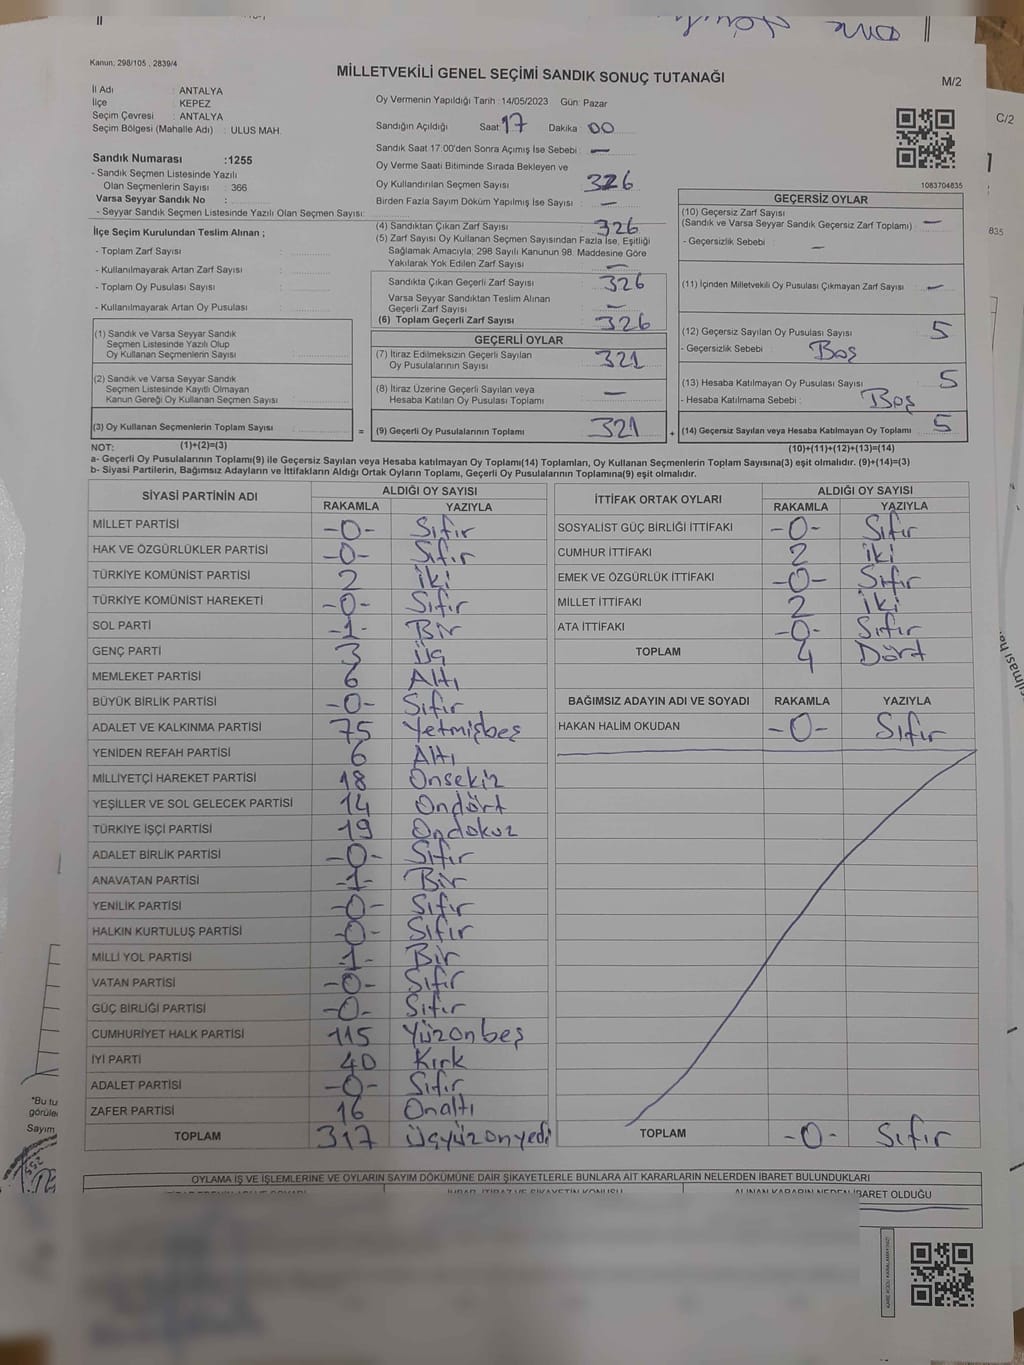 Kanun; 298/105 , 2839/4
MİLLETVEKİLİ GENEL SEÇİMİ SANDIK SONUÇ TUTANAĞI
M/2
C/2
İl Adı : ANTALYA
İlçe : KEPEZ
Seçim Çevresi : ANTALYA
Seçim Bölgesi (Mahalle Adı) : ULUS MAH.
Sandık Numarası :1255
- Sandık Seçmen Listesinde Yazılı
Olan Seçmenlerin Sayısı : 366
Varsa Seyyar Sandık No :
- Seyyar Sandık Seçmen Listesinde Yazılı Olan Seçmen Sayısı:
Oy Vermenin Yapıldığı Tarih :14/05/2023 Gün: Pazar
Sandığın Açıldığı Saat 17 Dakika 00
Sandık Saat 17:00'den Sonra Açımış İse Sebebi : —
Oy Verme Saati Bitiminde Sırada Bekleyen ve
Oy Kullandırılan Seçmen Sayısı 326
Birden Fazla Sayım Döküm Yapılmış İse Sayısı : —
1083704835
835
İlçe Seçim Kurulundan Teslim Alınan ;
- Toplam Zarf Sayısı :
- Kullanılmayarak Artan Zarf Sayısı :
- Toplam Oy Pusulası Sayısı :
- Kullanılmayarak Artan Oy Pusulası :
(1) Sandık ve Varsa Seyyar Sandık
Seçmen Listesinde Yazılı Olup
Oy Kullanan Seçmenlerin Sayısı :
(2) Sandık ve Varsa Seyyar Sandık
Seçmen Listesinde Kayıtlı Olmayan
Kanun Gereği Oy Kullanan Seçmen Sayısı :
(3) Oy Kullanan Seçmenlerin Toplam Sayısı :
(4) Sandıktan Çıkan Zarf Sayısı : 326
(5) Zarf Sayısı Oy Kullanan Seçmen Sayısından Fazla İse, Eşitliği
Sağlamak Amacıyla; 298 Sayılı Kanunun 98. Maddesine Göre
Yakılarak Yok Edilen Zarf Sayısı —
Sandıkta Çıkan Geçerli Zarf Sayısı : 326
Varsa Seyyar Sandıktan Teslim Alınan
Geçerli Zarf Sayısı : —
(6) Toplam Geçerli Zarf Sayısı : 326
GEÇERLİ OYLAR
(7) İtiraz Edilmeksizin Geçerli Sayılan
Oy Pusulalarının Sayısı : 321
(8) İtiraz Üzerine Geçerli Sayılan veya
Hesaba Katılan Oy Pusulası Toplamı : —
= (9) Geçerli Oy Pusulalarının Toplamı : 321 +
GEÇERSİZ OYLAR
(10) Geçersiz Zarf Sayısı
(Sandık ve Varsa Seyyar Sandık Geçersiz Zarf Toplamı) : —
- Geçersizlik Sebebi : —
(11) İçinden Milletvekili Oy Pusulası Çıkmayan Zarf Sayısı : —
(12) Geçersiz Sayılan Oy Pusulası Sayısı : 5
- Geçersizlik Sebebi : Boş
(13) Hesaba Katılmayan Oy Pusulası Sayısı : 5
- Hesaba Katılmama Sebebi : Boş
(14) Geçersiz Sayılan veya Hesaba Katılmayan Oy Toplamı : 5
NOT: (1)+(2)=(3)
(10)+(11)+(12)+(13)=(14)
a- Geçerli Oy Pusulalarının Toplamı(9) ile Geçersiz Sayılan veya Hesaba katılmayan Oy Toplamı(14) Toplamları, Oy Kullanan Seçmenlerin Toplam Sayısına(3) eşit olmalıdır. (9)+(14)=(3)
b- Siyasi Partilerin, Bağımsız Adayların ve İttifakların Aldığı Ortak Oyların Toplamı, Geçerli Oy Pusulalarının Toplamına(9) eşit olmalıdır.
SİYASİ PARTİNİN ADI ALDIĞI OY SAYISI
RAKAMLA YAZIYLA
MİLLET PARTİSİ -0- Sıfır
HAK VE ÖZGÜRLÜKLER PARTİSİ -0- Sıfır
TÜRKİYE KOMÜNİST PARTİSİ 2 iki
TÜRKİYE KOMÜNİST HAREKETİ -0- Sıfır
SOL PARTİ -1- Bir
GENÇ PARTİ 3 üç
MEMLEKET PARTİSİ 6 Altı
BÜYÜK BİRLİK PARTİSİ -0- Sıfır
ADALET VE KALKINMA PARTİSİ 75 Yetmişbeş
YENİDEN REFAH PARTİSİ 6 Altı
MİLLİYETÇİ HAREKET PARTİSİ 18 Onsekiz
YEŞİLLER VE SOL GELECEK PARTİSİ 14 Ondört
TÜRKİYE İŞÇİ PARTİSİ 19 Ondokuz
ADALET BİRLİK PARTİSİ -0- Sıfır
ANAVATAN PARTİSİ -1- Bir
YENİLİK PARTİSİ -0- Sıfır
HALKIN KURTULUŞ PARTİSİ -0- Sıfır
MİLLİ YOL PARTİSİ -1- Bir
VATAN PARTİSİ -0- Sıfır
GÜÇ BİRLİĞİ PARTİSİ -0- Sıfır
CUMHURİYET HALK PARTİSİ 115 Yüzonbeş
İYİ PARTİ 40 Kırk
ADALET PARTİSİ -0- Sıfır
ZAFER PARTİSİ 16 Onaltı
TOPLAM 317 Üçyüzonyedi
İTTİFAK ORTAK OYLARI ALDIĞI OY SAYISI
RAKAMLA YAZIYLA
SOSYALİST GÜÇ BİRLİĞİ İTTİFAKI -0- Sıfır
CUMHUR İTTİFAKI 2 iki
EMEK VE ÖZGÜRLÜK İTTİFAKI -0- Sıfır
MİLLET İTTİFAKI 2 iki
ATA İTTİFAKI -0- Sıfır
TOPLAM 4 Dört
BAĞIMSIZ ADAYIN ADI VE SOYADI RAKAMLA YAZIYLA
HAKAN HALİM OKUDAN -0- Sıfır
TOPLAM -0- Sıfır
"Bu tu
görüle
Sayım
OYLAMA İŞ VE İŞLEMLERİNE VE OYLARIN SAYIM DÖKÜMÜNE DAİR ŞİKAYETLERLE BUNLARA AİT KARARLARIN NELERDEN İBARET BULUNDUKLARI
ALINAN KARARIN NEDEN İBARET OLDUĞU